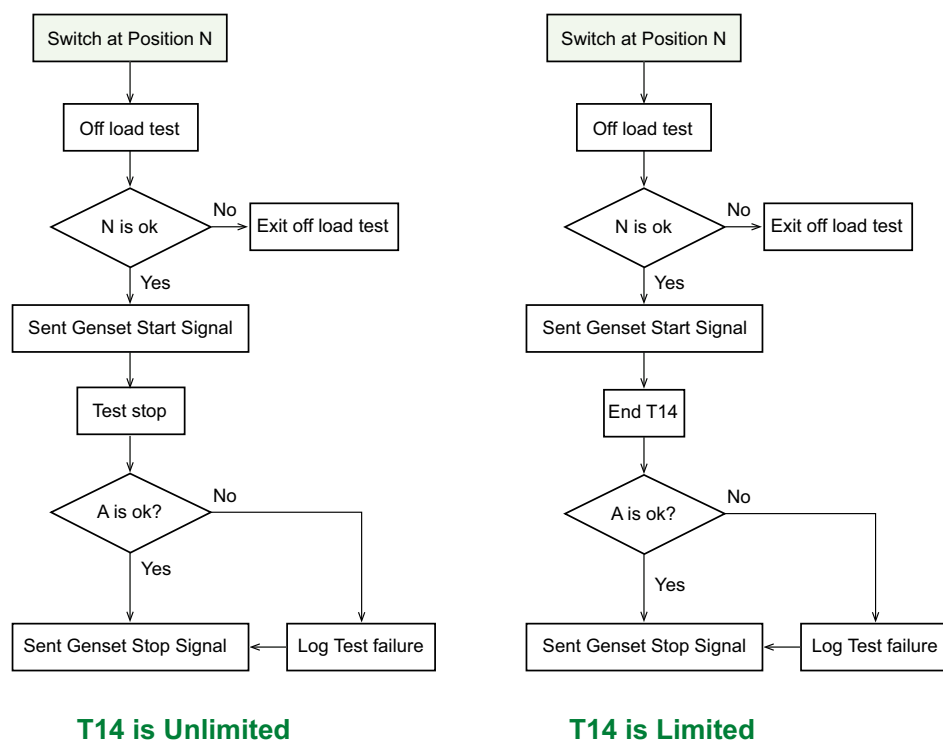 Switch at Position N
Off load test
N is ok
No
Exit off load test
Yes
Sent Genset Start Signal
Test stop
A is ok?
No
Yes
Sent Genset Stop Signal
Log Test failure
T14 is Unlimited
Switch at Position N
Off load test
N is ok
No
Exit off load test
Yes
Sent Genset Start Signal
End T14
A is ok?
No
Yes
Sent Genset Stop Signal
Log Test failure
T14 is Limited